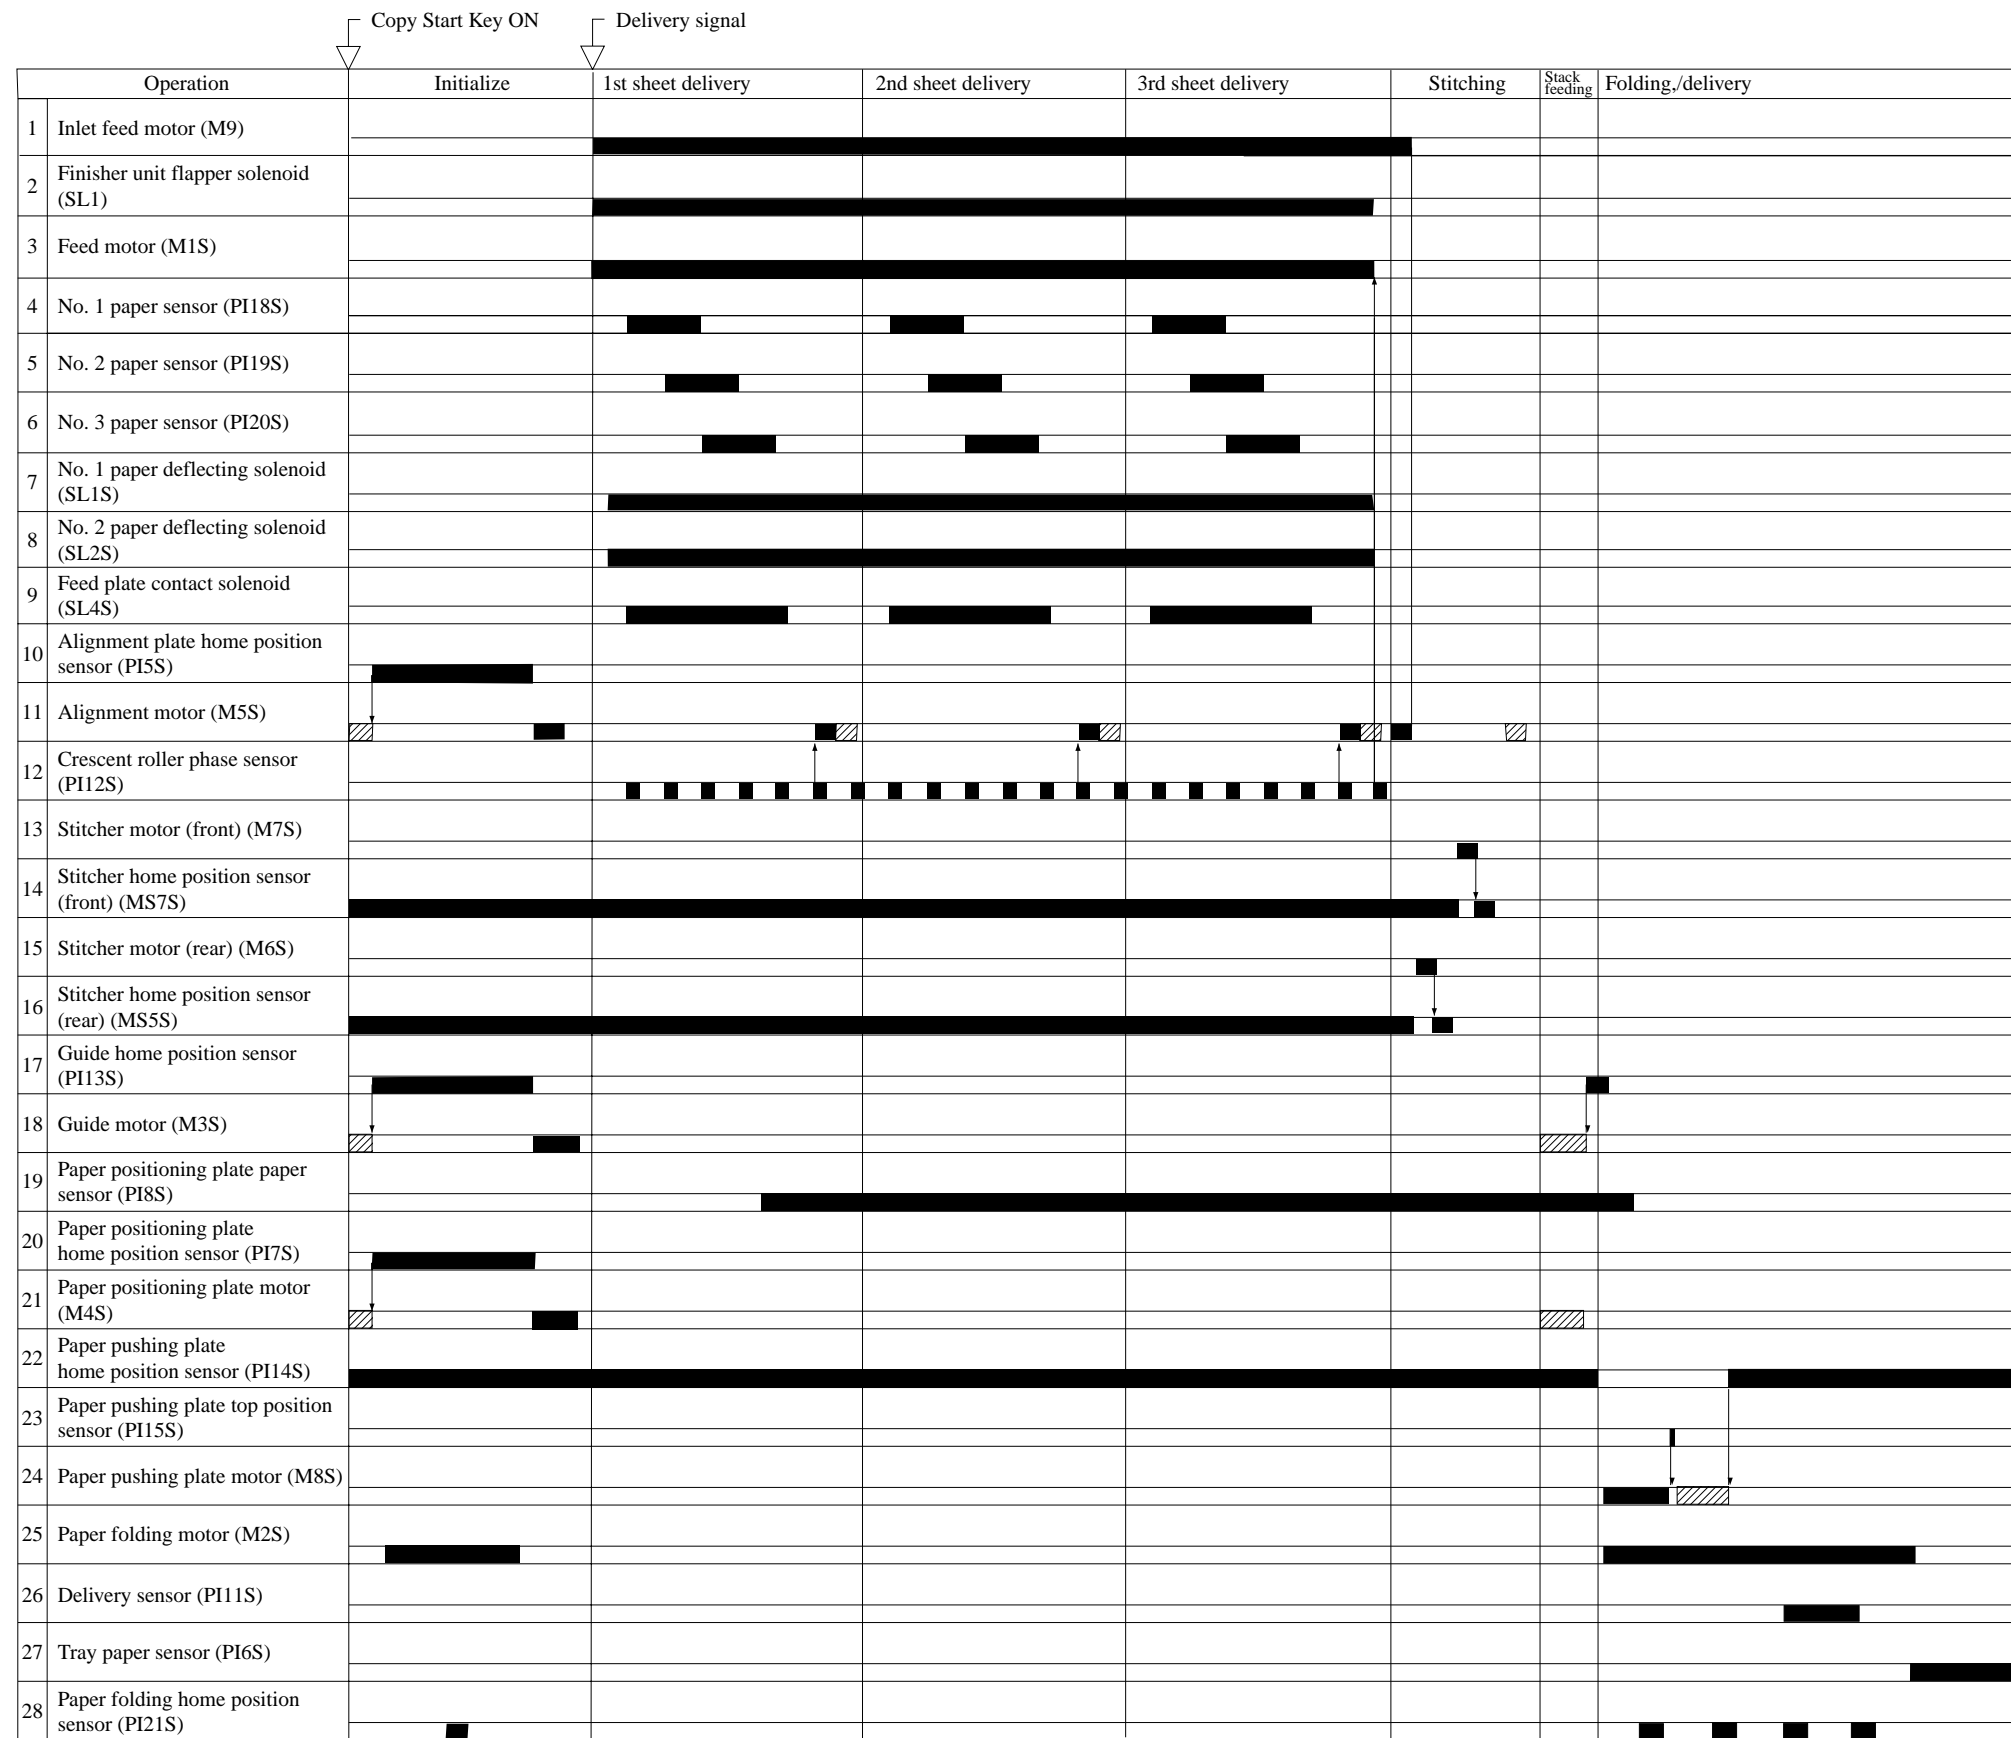 Copy Start Key ON
Delivery signal
Operation
Initialize
1st sheet delivery
2nd sheet delivery
3rd sheet delivery
Stitching
Stack
feeding
Folding,/delivery
1 Inlet feed motor (M9)
2 Finisher unit flapper solenoid
(SL1)
3 Feed motor (M1S)
4 No. 1 paper sensor (PI18S)
5 No. 2 paper sensor (PI19S)
6 No. 3 paper sensor (PI20S)
7 No. 1 paper deflecting solenoid
(SL1S)
8 No. 2 paper deflecting solenoid
(SL2S)
9 Feed plate contact solenoid
(SL4S)
10 Alignment plate home position
sensor (PI5S)
11 Alignment motor (M5S)
12 Crescent roller phase sensor
(PI12S)
13 Stitcher motor (front) (M7S)
14 Stitcher home position sensor
(front) (MS7S)
15 Stitcher motor (rear) (M6S)
16 Stitcher home position sensor
(rear) (MS5S)
17 Guide home position sensor
(PI13S)
18 Guide motor (M3S)
19 Paper positioning plate paper
sensor (PI8S)
20 Paper positioning plate
home position sensor (PI7S)
21 Paper positioning plate motor
(M4S)
22 Paper pushing plate
home position sensor (PI14S)
23 Paper pushing plate top position
sensor (PI15S)
24 Paper pushing plate motor (M8S)
25 Paper folding motor (M2S)
26 Delivery sensor (PI11S)
27 Tray paper sensor (PI6S)
28 Paper folding home position
sensor (PI21S)